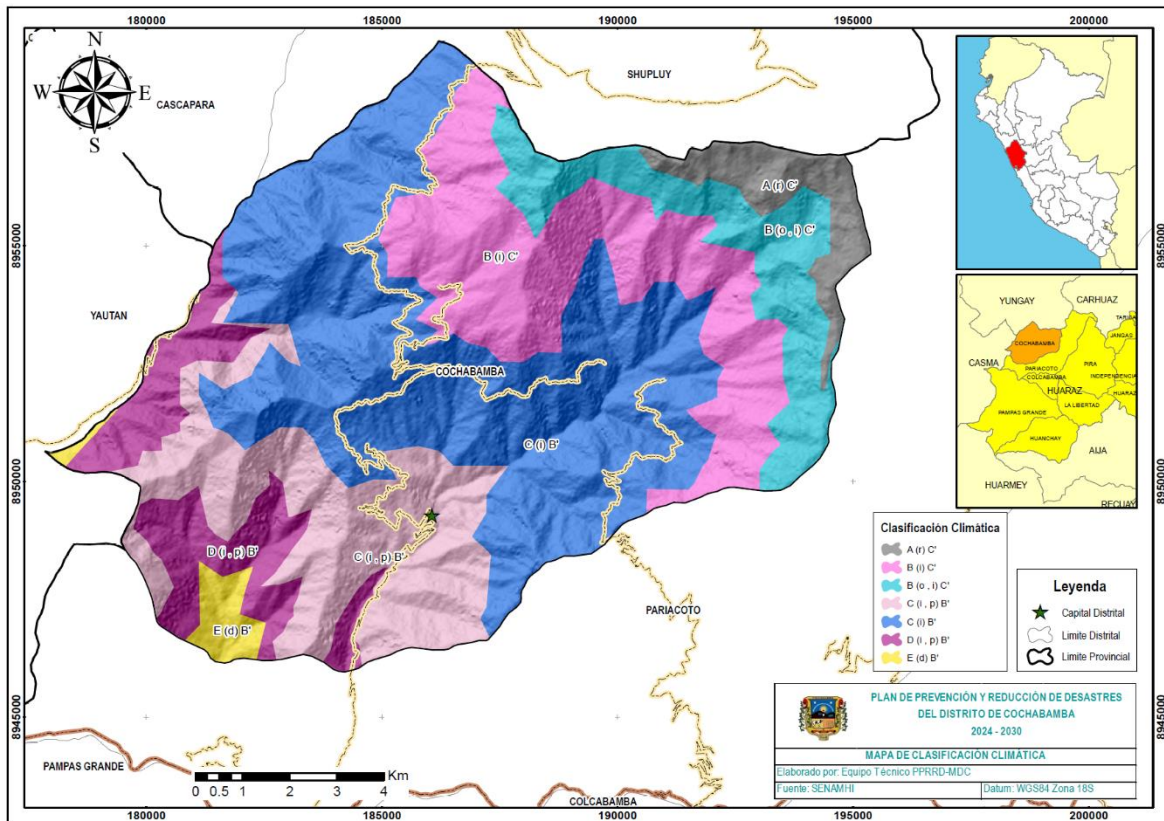 180000
185000
190000
195000
200000
C
N
W
E
S
SHUPLUY
CASCAPARA
A (r) C'
B (o , i) C'
B (i) C'
8955000
8955000
YAUTAN
COCHABAMBA
C (i) B'
8950000
8950000
D (i , p) B'
C (i , p) B'
E (d) B'
PARIACOTO
8945000
8945000
PAMPAS GRANDE
COLCABAMBA
Km
0 0.5 1 2 3 4
180000
185000
190000
195000
200000
YUNGAY
CARHUAZ
COCHABAMBA
JANGAS
CASMA
PARIACOTO
PIRA
COLCABAMBA
INDEPENDENCIA
HUARAZ
HUARAZ
LA LIBERTAD
PAMPAS GRANDE
HUANCHAY
AIJA
HUARMEY
RECUAY
Clasificación Climática
A (r) C'
B (i) C'
B (o , i) C'
C (i , p) B'
C (i) B'
D (i , p) B'
E (d) B'
Leyenda
Capital Distrital
Limite Distrital
Limite Provincial
PLAN DE PREVENCIÓN Y REDUCCIÓN DE DESASTRES
DEL DISTRITO DE COCHABAMBA
2024 - 2030
MAPA DE CLASIFICACIÓN CLIMÁTICA
Elaborado por: Equipo Técnico PPRRD-MDC
Fuente: SENAMHI
Datum: WGS84 Zona 18S